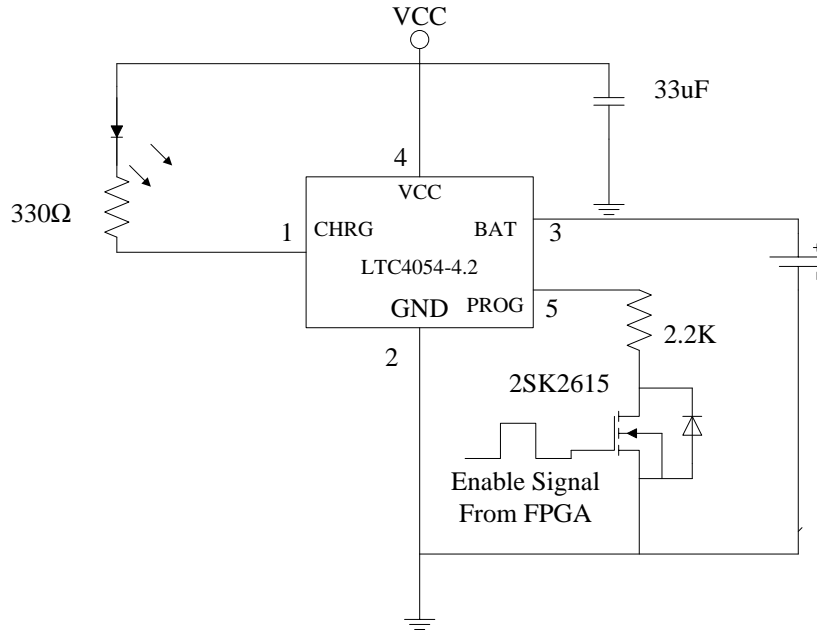 VCC
33uF
4
VCC
330Ω
1
CHRG
BAT
3
+
LTC4054-4.2
GND
PROG
5
2
2.2K
2SK2615
Enable Signal
From FPGA